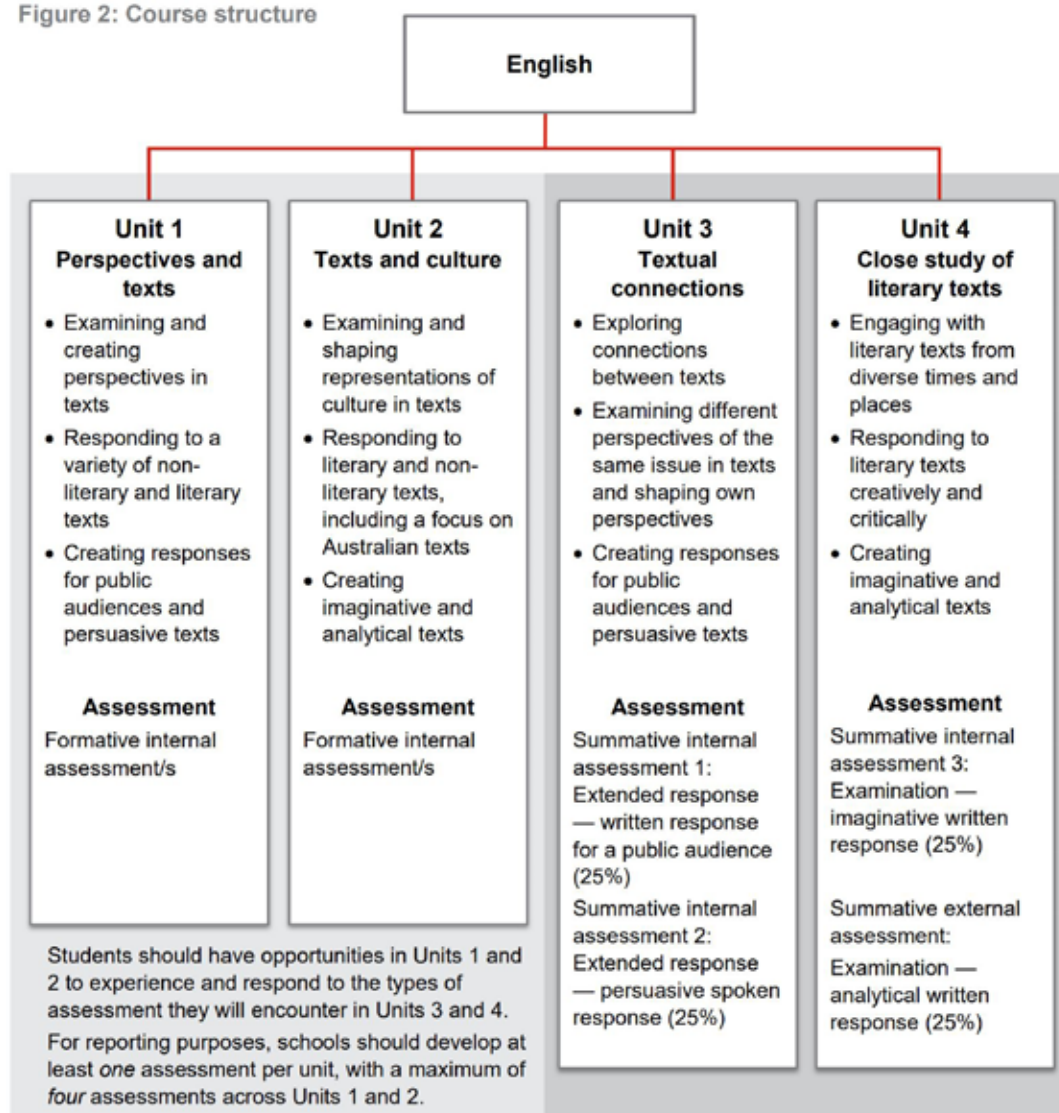 Figure 2: Course structure
English
Unit 1
Perspectives and
texts
• Examining and
creating
perspectives in
texts
• Responding to a
variety of non-
literary and literary
texts
• Creating responses
for public
audiences and
persuasive texts
Assessment
Formative internal
assessment/s
Unit 2
Texts and culture
• Examining and
shaping
representations of
culture in texts
• Responding to
literary and non-
literary texts,
including a focus on
Australian texts
• Creating
imaginative and
analytical texts
Assessment
Formative internal
assessment/s
Students should have opportunities in Units 1 and
2 to experience and respond to the types of
assessment they will encounter in Units 3 and 4.
For reporting purposes, schools should develop at
least one assessment per unit, with a maximum of
four assessments across Units 1 and 2.
Unit 3
Textual
connections
• Exploring
connections
between texts
• Examining different
perspectives of the
same issue in texts
and shaping own
perspectives
• Creating responses
for public
audiences and
persuasive texts
Assessment
Summative internal
assessment 1:
Extended response
— written response
for a public audience
(25%)
Summative internal
assessment 2:
Extended response
— persuasive spoken
response (25%)
Unit 4
Close study of
literary texts
• Engaging with
literary texts from
diverse times and
places
• Responding to
literary texts
creatively and
critically
• Creating
imaginative and
analytical texts
Assessment
Summative internal
assessment 3:
Examination —
imaginative written
response (25%)
Summative external
assessment:
Examination —
analytical written
response (25%)